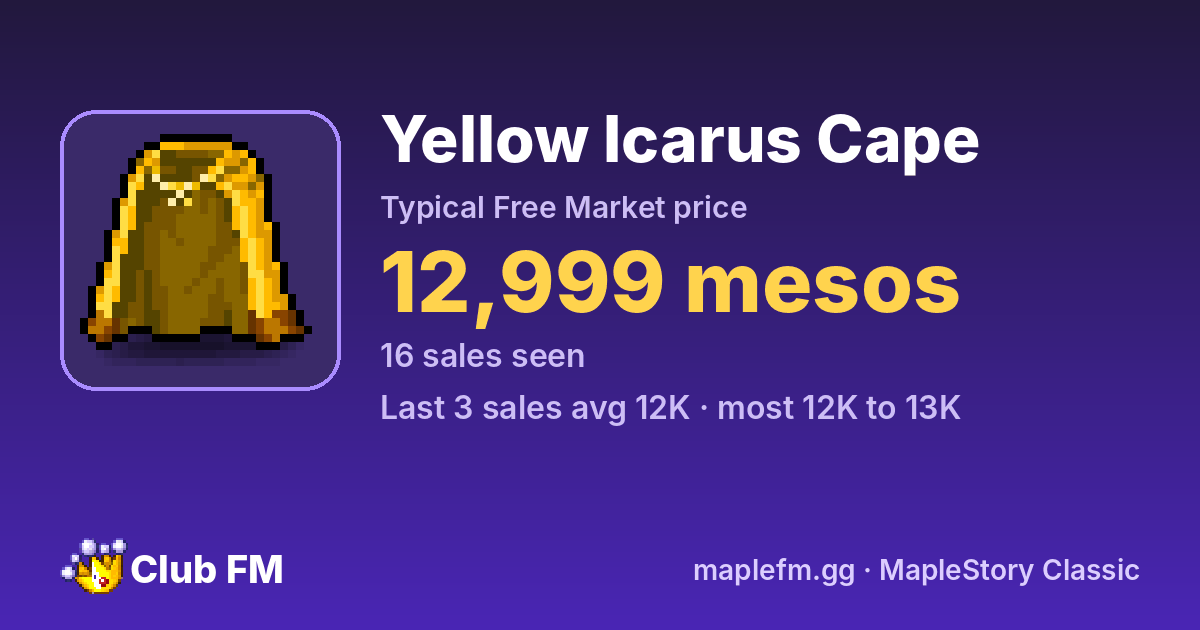 Yellow Icarus Cape
Typical Free Market price
12,999 mesos
16 sales seen
Last 3 sales avg 12K · most 12K to 13K
Club FM
maplefm.gg · MapleStory Classic